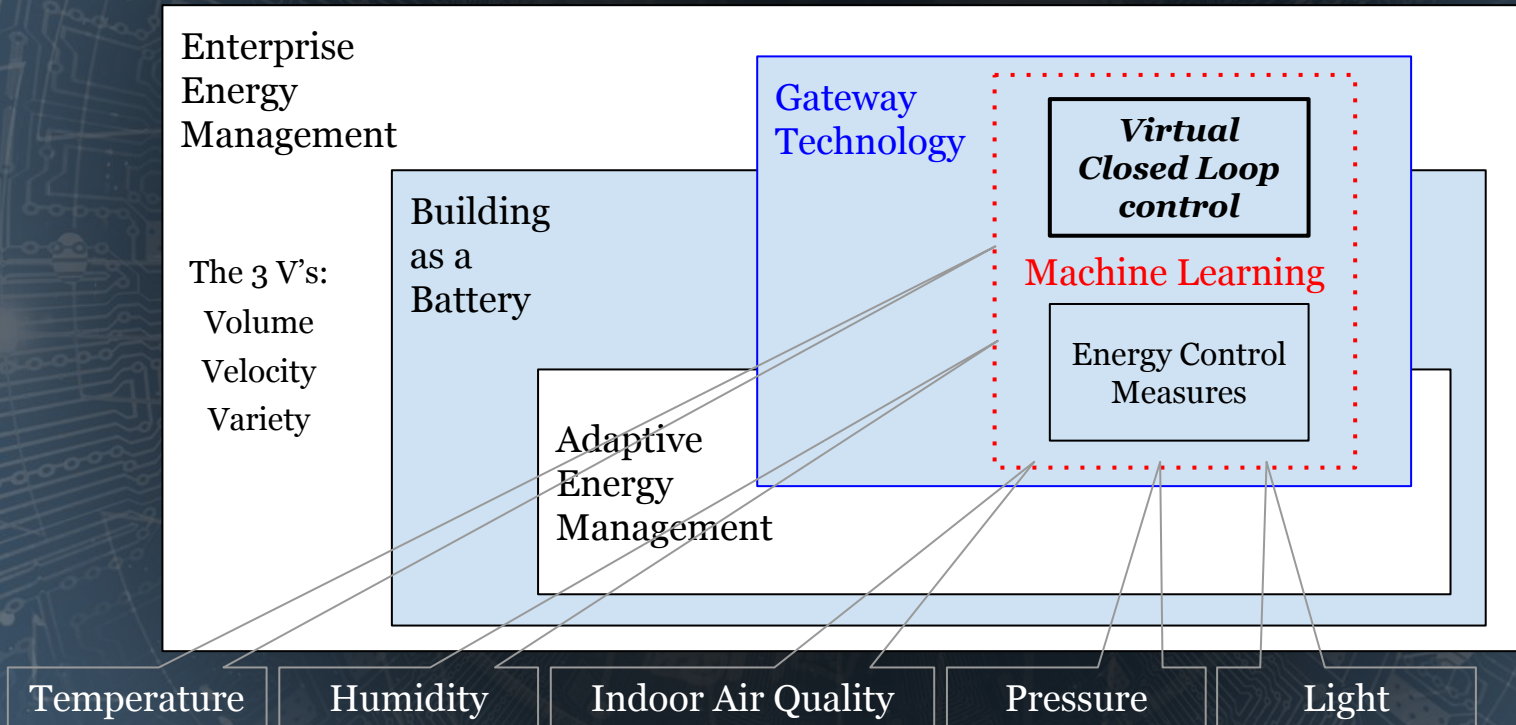 Enterprise
Energy
Management
The 3 V's:
Volume
Velocity
Variety
Building
as a
Battery
Adaptive
Energy
Management
Gateway
Technology
Virtual
Closed Loop
control
Machine Learning
Energy Control
Measures
Temperature
Humidity
Indoor Air Quality
Pressure
Light